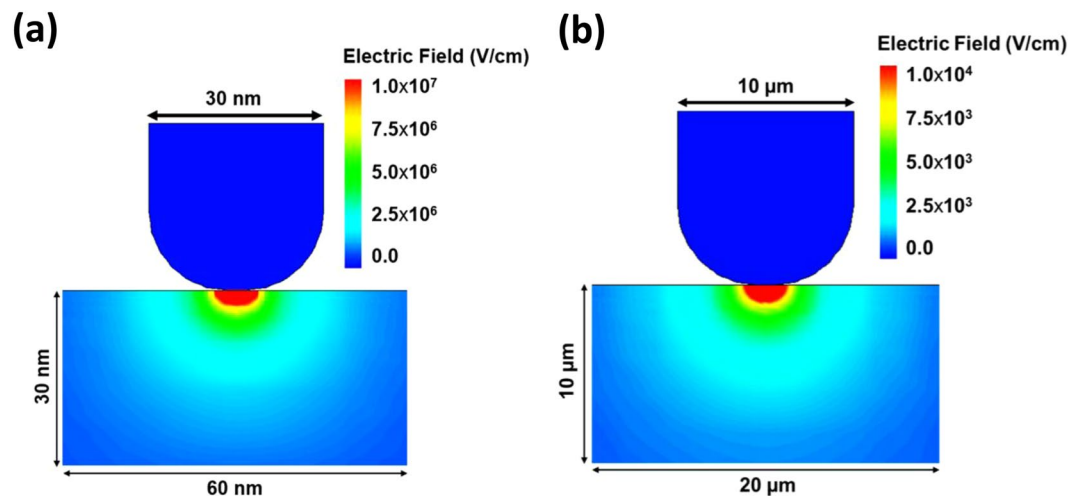 (a)
Electric Field (V/cm)
1.0x10⁷
7.5x10⁶
5.0x10⁶
2.5x10⁶
0.0
30 nm
30 nm
60 nm
(b)
Electric Field (V/cm)
1.0x10⁴
7.5x10³
5.0x10³
2.5x10³
0.0
10 µm
10 µm
20 µm